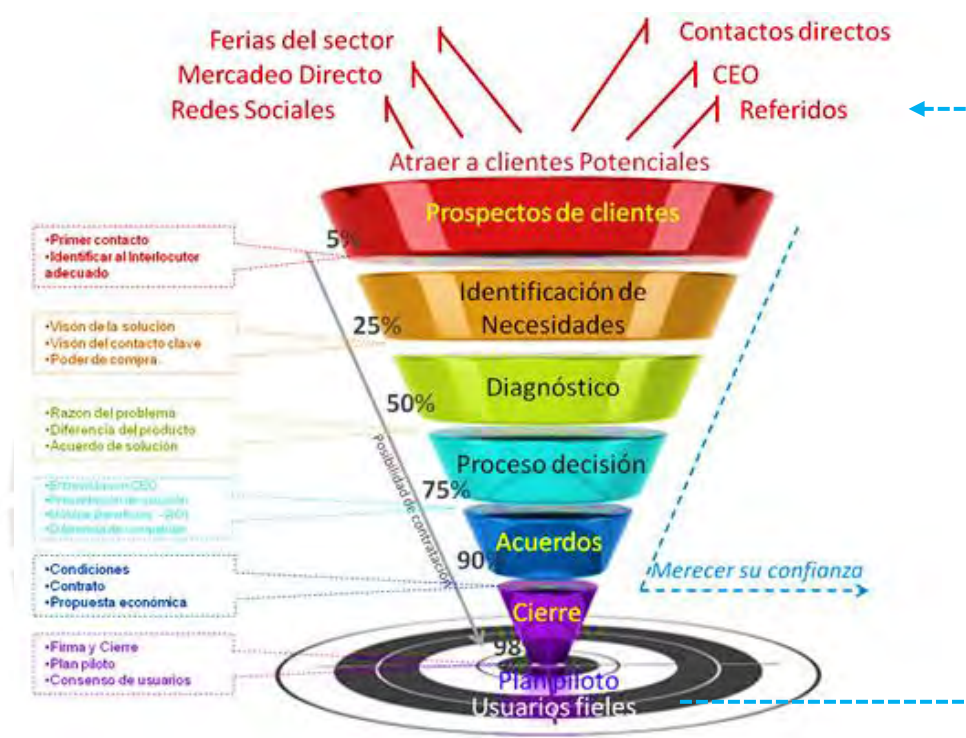 Ferias del sector
Contactos directos
Mercadeo Directo
CEO
Redes Sociales
Referidos
Atraer a clientes Potenciales
Prospectos de clientes
5%
•Primer contacto
•Identificar al Interlocutor
adecuado
Identificación de
Necesidades
25%
•Visón de la solución
•Visón del contacto clave
•Poder de compra
Diagnóstico
50%
•Razon del problema
•Diferencia del producto
•Acuerdo de solución
Posibilidad de contratación
Proceso decisión
75%
Acuerdos
90%
•Condiciones
•Contrato
•Propuesta económica
Merecer su confianza
Cierre
98
•Firma y Cierre
•Plan piloto
•Consenso de usuarios
Plan piloto
Usuarios fieles